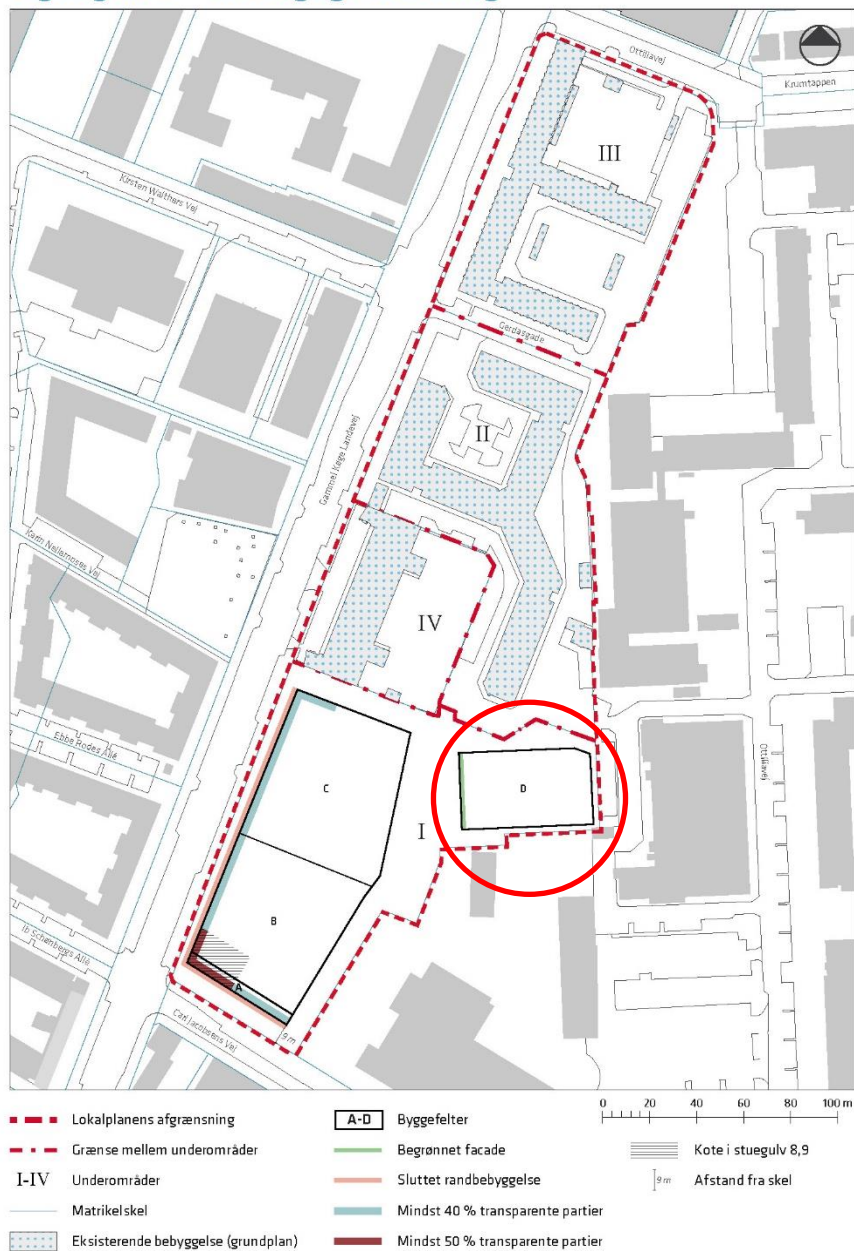 Ottiliavej
Krumtappen
III
Kirsten Walthers Vej
Gerdasgade
II
Gammel Køge Landevej
Karin Nellemoses Vej
IV
Ebbe Rodes Allé
Ottiliavej
C
D
I
B
Ib Schønbergs Allé
A
Carl Jacobsens Vej
9 m
Lokalplanens afgrænsning
Grænse mellem underområder
I-IV Underområder
Matrikelskel
Eksisterende bebyggelse (grundplan)
A-D Byggefelter
Begrønnet facade
Sluttet randbebyggelse
Mindst 40 % transparente partier
Mindst 50 % transparente partier
0 20 40 60 80 100 m
Kote i stuegulv 8,9
9 m Afstand fra skel